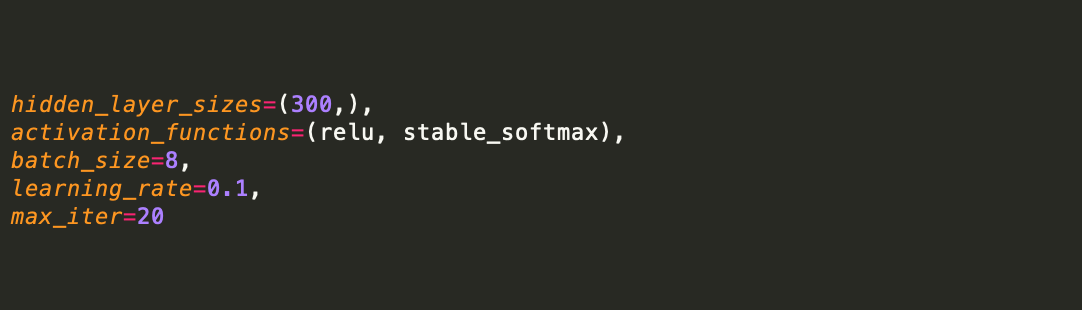 hidden_layer_sizes=(300,),
activation_functions=(relu, stable_softmax),
batch_size=8,
learning_rate=0.1,
max_iter=20